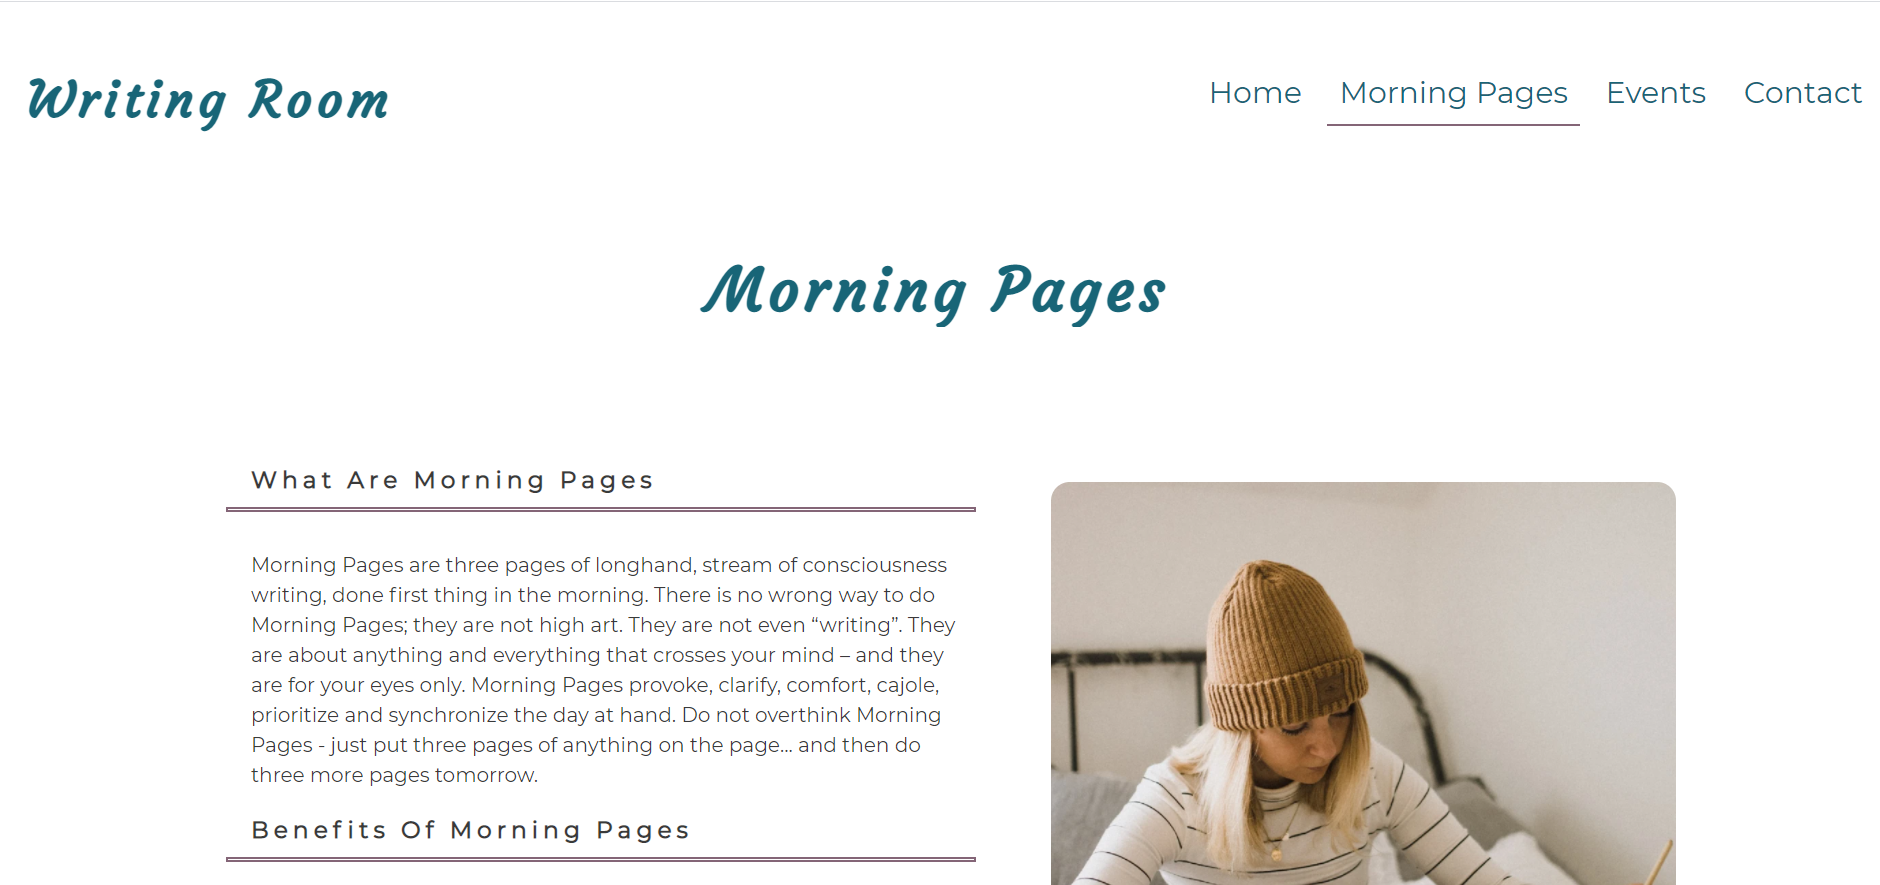 Writing Room
Home Morning Pages Events Contact
Morning Pages
What Are Morning Pages
Morning Pages are three pages of longhand, stream of consciousness
writing, done first thing in the morning. There is no wrong way to do
Morning Pages; they are not high art. They are not even “writing”. They
are about anything and everything that crosses your mind – and they
are for your eyes only. Morning Pages provoke, clarify, comfort, cajole,
prioritize and synchronize the day at hand. Do not overthink Morning
Pages - just put three pages of anything on the page... and then do
three more pages tomorrow.
Benefits Of Morning Pages